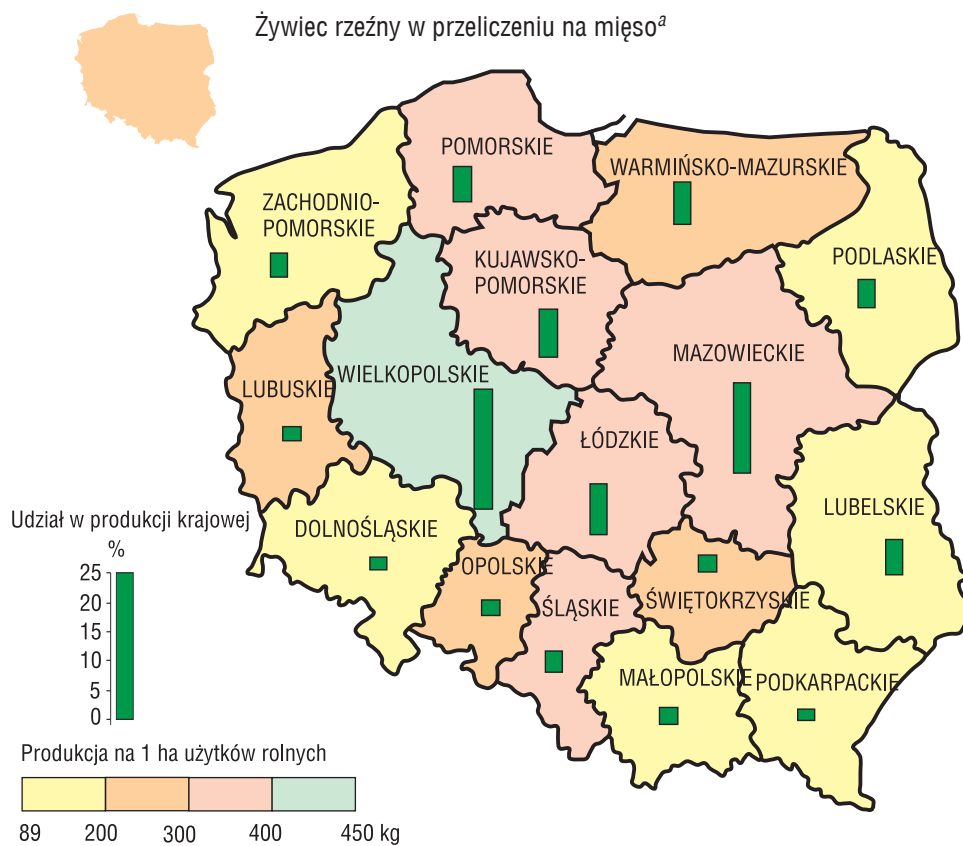 Żywiec rzeźny w przeliczeniu na mięso^a
POMORSKIE
WARMIŃSKO-MAZURSKIE
ZACHODNIO-
POMORSKIE
KUJAWSKO-
POMORSKIE
PODLASKIE
MAZOWIECKIE
WIELKOPOLSKIE
LUBUSKIE
ŁÓDZKIE
LUBELSKIE
DOLNOŚLĄSKIE
OPOLSKIE
ŚLĄSKIE
ŚWIĘTOKRZYSKIE
MAŁOPOLSKIE
PODKARPACKIE
Udział w produkcji krajowej
%
25
20
15
10
5
0
Produkcja na 1 ha użytków rolnych
89 200 300 400 450 kg